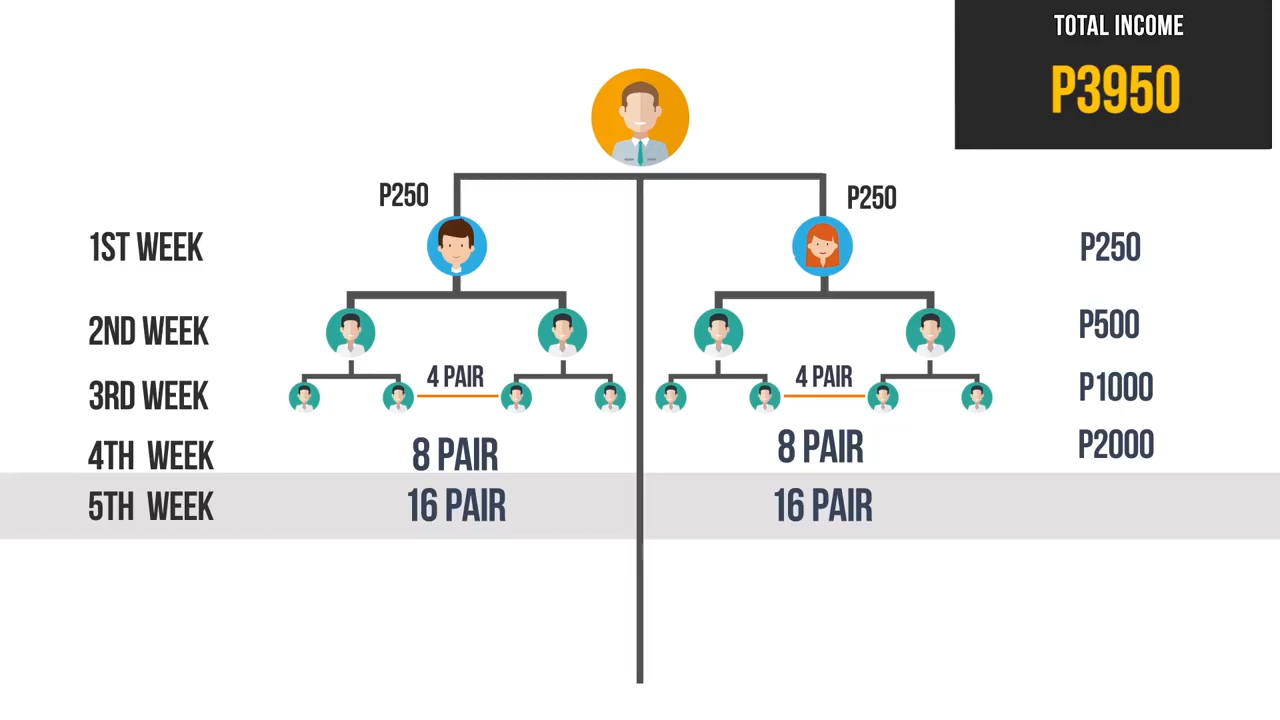 TOTAL INCOME
P3950
P250
P250
1ST WEEK
P250
2ND WEEK
P500
3RD WEEK
4 PAIR
4 PAIR
P1000
4TH WEEK
8 PAIR
8 PAIR
P2000
5TH WEEK
16 PAIR
16 PAIR